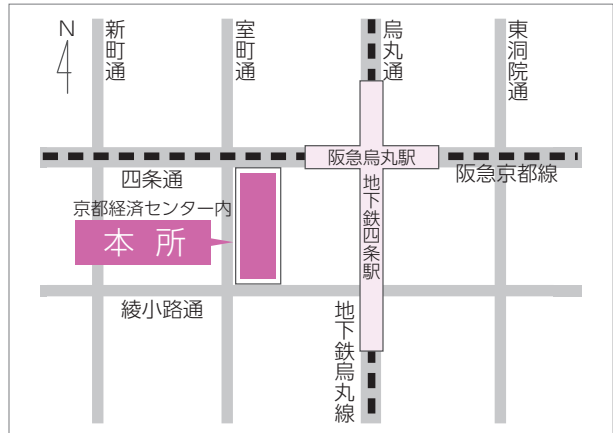 N
新町通
室町通
烏丸通
東洞院通
阪急烏丸駅
四条通
阪急京都線
京都経済センター内
本所
地下鉄四条駅
綾小路通
地下鉄烏丸線